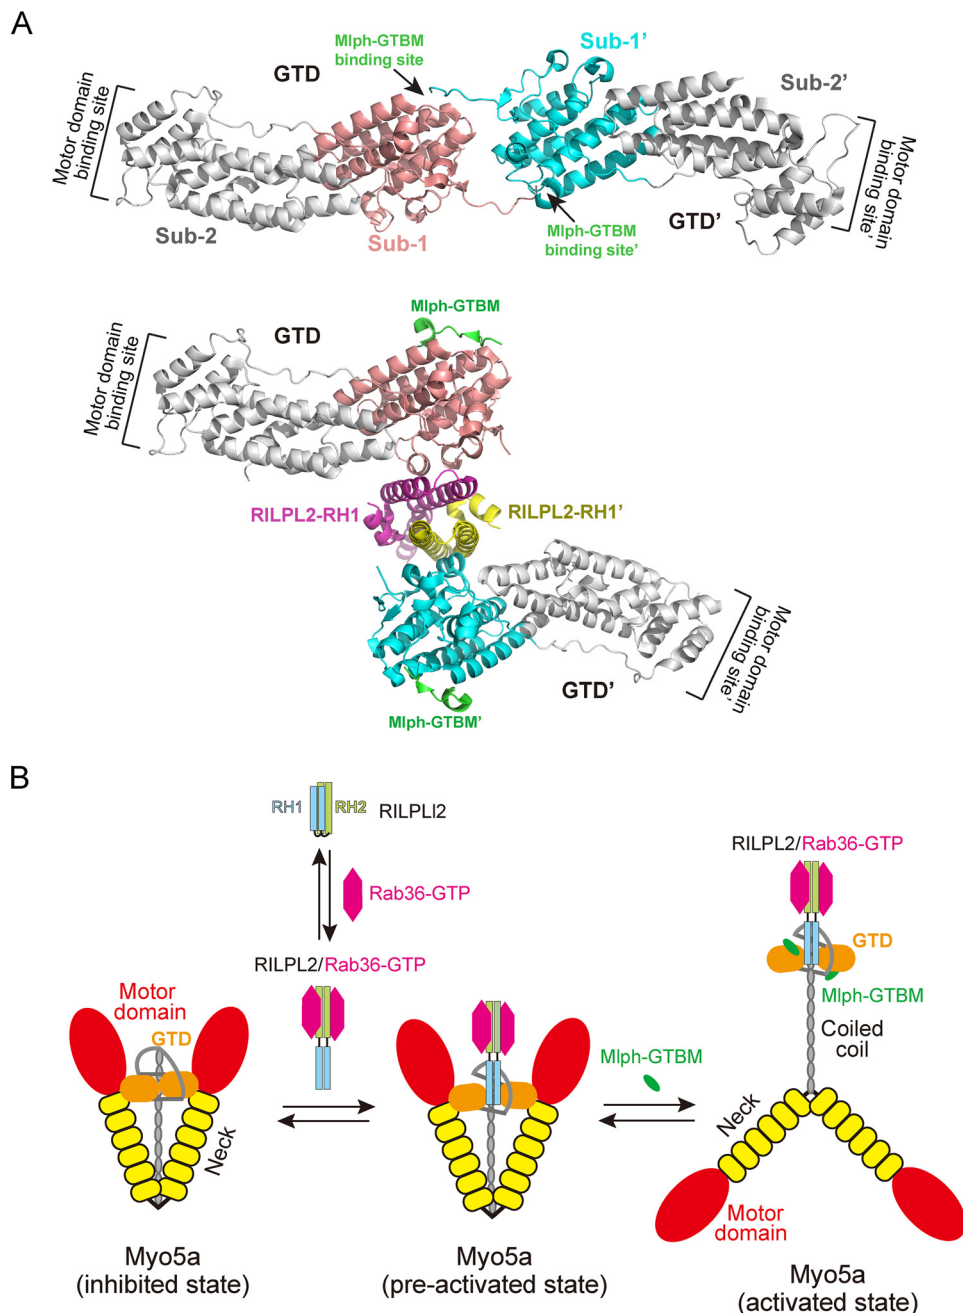 A
Mlph-GTBM
binding site
GTD
Sub-1'
Sub-2'
Motor domain
binding site
Motor domain
binding site'
Sub-2
Sub-1
Mlph-GTBM
binding site'
GTD'
Mlph-GTBM
GTD
Motor domain
binding site
RILPL2-RH1
RILPL2-RH1'
Motor domain
binding site'
GTD'
Mlph-GTBM'
B
RH1
RH2
RILPLl2
Rab36-GTP
RILPL2/Rab36-GTP
RILPL2/Rab36-GTP
Motor
domain
GTD
Neck
Mlph-GTBM
GTD
Mlph-GTBM
Coiled
coil
Neck
Motor
domain
Myo5a
(inhibited state)
Myo5a
(pre-activated state)
Myo5a
(activated state)